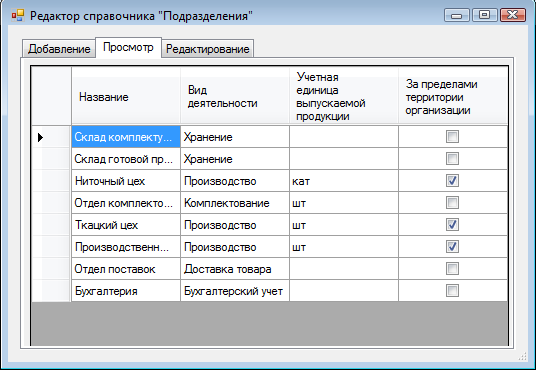 Редактор справочника "Подразделения"
Добавление Просмотр Редактирование
Название
Вид
деятельности
Учетная
единица
выпускаемой
продукции
За пределами
территории
организации
Склад комплекту... Хранение
Склад готовой пр... Хранение
Ниточный цех Производство кат
Отдел комплекто... Комплектование шт
Ткацкий цех Производство шт
Производственн... Производство шт
Отдел поставок Доставка товара
Бухгалтерия Бухгалтерский учет